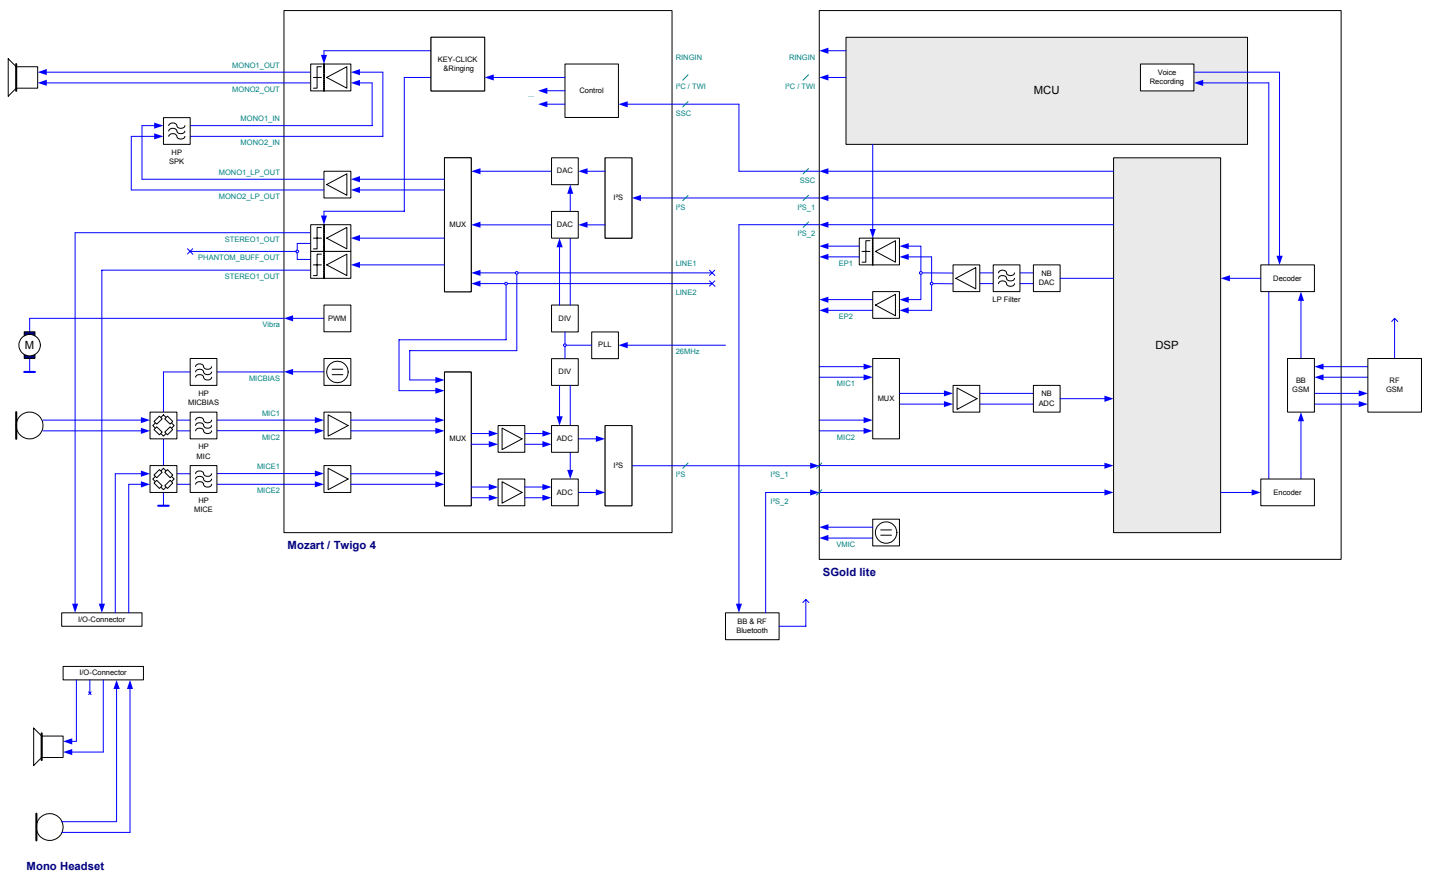 MONO1_OUT
MONO2_OUT
MONO1_IN
MONO2_IN
HP
SPK
MONO1_LP_OUT
MONO2_LP_OUT
STEREO1_OUT
PHANTOM_BUFF_OUT
STEREO1_OUT
Vibra
M
MICBIAS
HP
MICBIAS
MIC1
MIC2
HP
MIC
MICE1
MICE2
HP
MICE
KEY-CLICK
&Ringing
Control
...
MUX
DAC
DAC
I²S
PWM
DIV
PLL
DIV
MUX
ADC
ADC
I²S
Mozart / Twigo 4
RINGIN
I²C / TWI
SSC
I²S
LINE1
LINE2
26MHz
I²S
RINGIN
I²C / TWI
SSC
I²S_1
I²S_2
EP1
EP2
MIC1
MIC2
I²S_1
I²S_2
VMIC
MCU
Voice
Recording
DSP
LP Filter
NB
DAC
MUX
NB
ADC
Decoder
BB
GSM
RF
GSM
Encoder
SGold lite
I/O-Connector
BB & RF
Bluetooth
I/O-Connector
Mono Headset